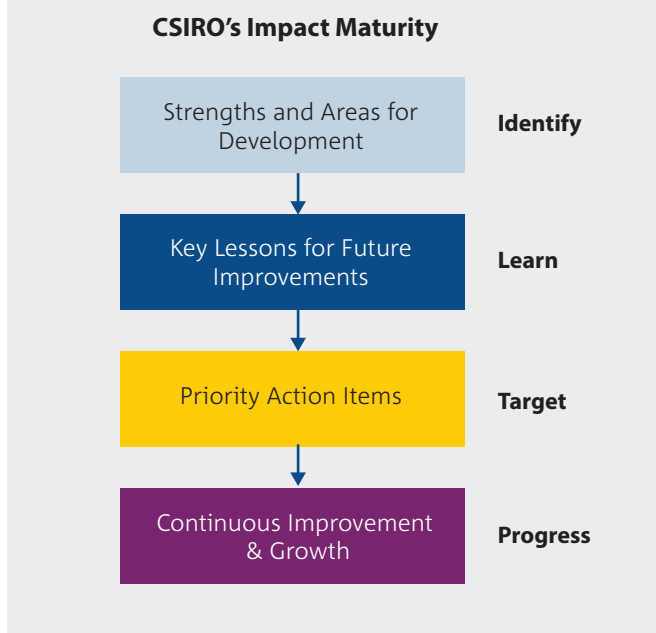 CSIRO’s Impact Maturity
Strengths and Areas for
Development
Identify
Key Lessons for Future
Improvements
Learn
Priority Action Items
Target
Continuous Improvement
& Growth
Progress